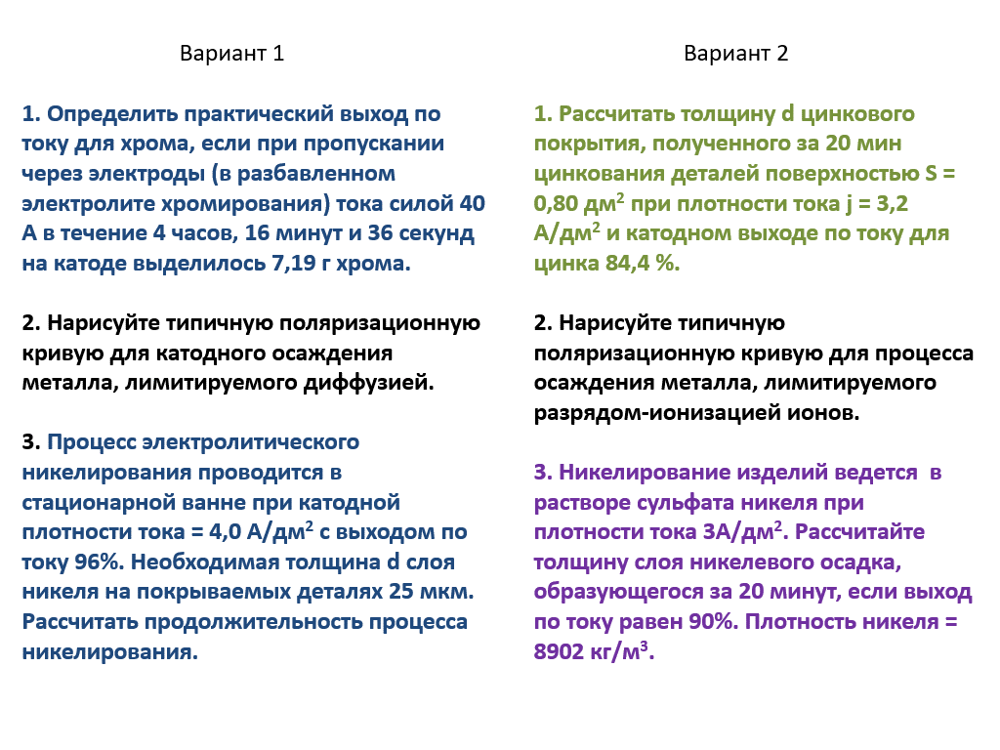 Вариант 1
1. Определить практический выход по
току для хрома, если при пропускании
через электроды (в разбавленном
электролите хромирования) тока силой 40
А в течение 4 часов, 16 минут и 36 секунд
на катоде выделилось 7,19 г хрома.
2. Нарисуйте типичную поляризационную
кривую для катодного осаждения
металла, лимитируемого диффузией.
3. Процесс электролитического
никелирования проводится в
стационарной ванне при катодной
плотности тока = 4,0 А/дм² с выходом по
току 96%. Необходимая толщина d слоя
никеля на покрываемых деталях 25 мкм.
Рассчитать продолжительность процесса
никелирования.
Вариант 2
1. Рассчитать толщину d цинкового
покрытия, полученного за 20 мин
цинкования деталей поверхностью S =
0,80 дм² при плотности тока j = 3,2
А/дм² и катодном выходе по току для
цинка 84,4 %.
2. Нарисуйте типичную
поляризационную кривую для процесса
осаждения металла, лимитируемого
разрядом-ионизацией ионов.
3. Никелирование изделий ведется в
растворе сульфата никеля при
плотности тока 3А/дм². Рассчитайте
толщину слоя никелевого осадка,
образующегося за 20 минут, если выход
по току равен 90%. Плотность никеля =
8902 кг/м³.